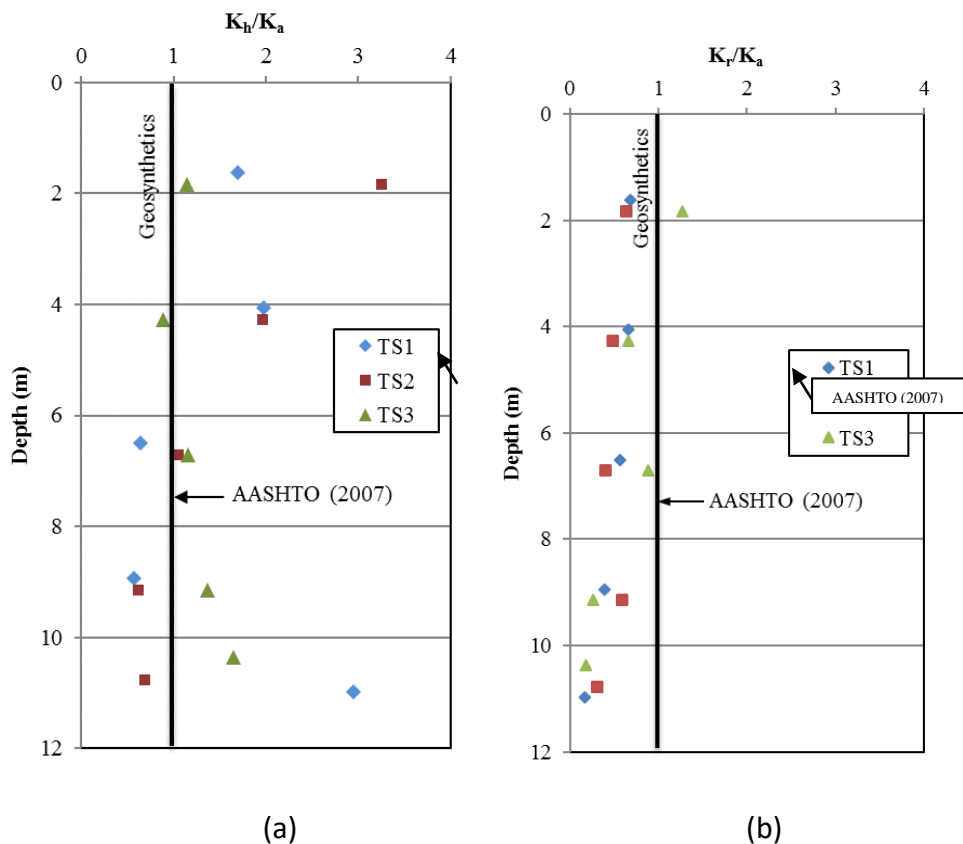 Kh/Ka
0 1 2 3 4
0
2
4
6
8
10
12
Depth (m)
Geosynthetics
TS1
TS2
TS3
AASHTO (2007)
(a)
Kr/Ka
0 1 2 3 4
0
2
4
6
8
10
12
Depth (m)
Geosynthetics
TS1
AASHTO (2007)
TS3
AASHTO (2007)
(b)